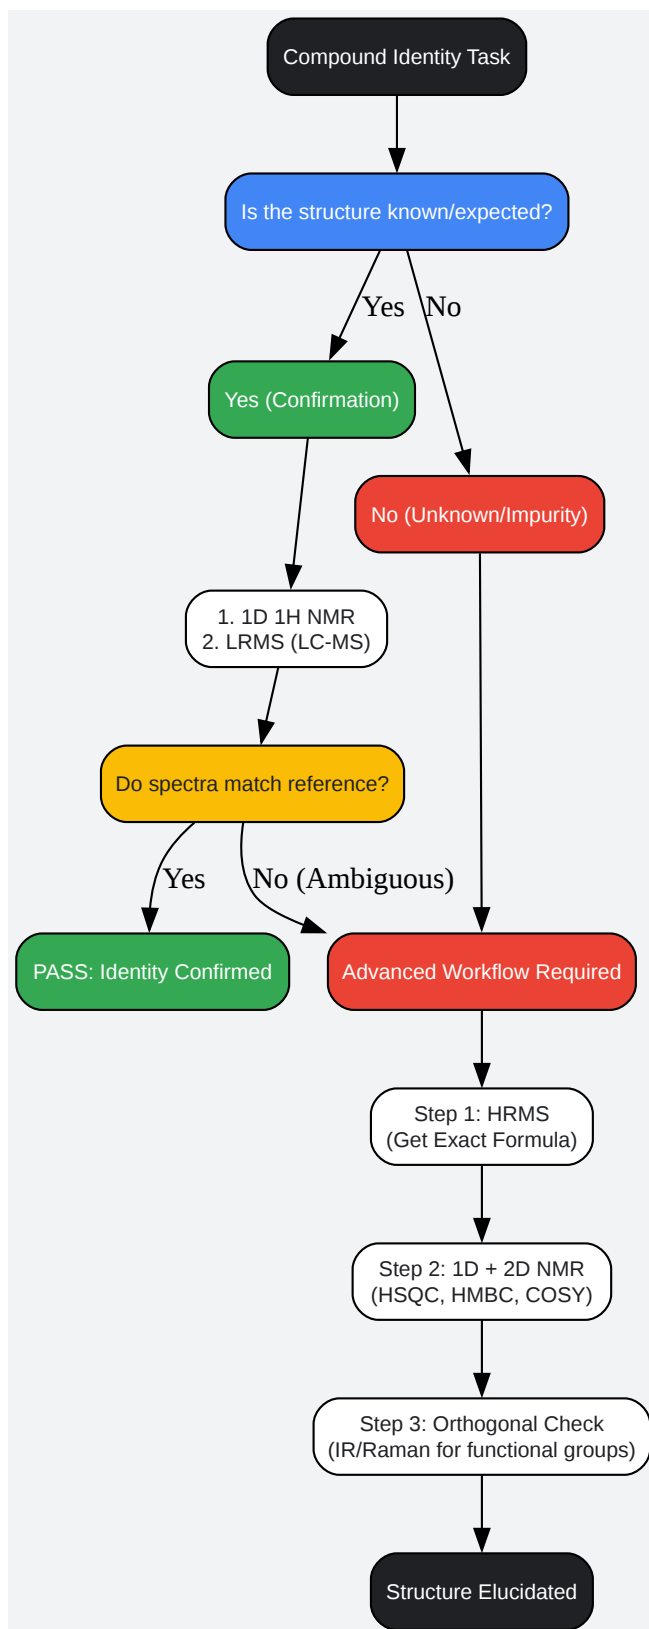 Compound Identity Task
Is the structure known/expected?
Yes
No
Yes (Confirmation)
No (Unknown/Impurity)
1. 1D 1H NMR
2. LRMS (LC-MS)
Do spectra match reference?
Yes
No (Ambiguous)
PASS: Identity Confirmed
Advanced Workflow Required
Step 1: HRMS
(Get Exact Formula)
Step 2: 1D + 2D NMR
(HSQC, HMBC, COSY)
Step 3: Orthogonal Check
(IR/Raman for functional groups)
Structure Elucidated